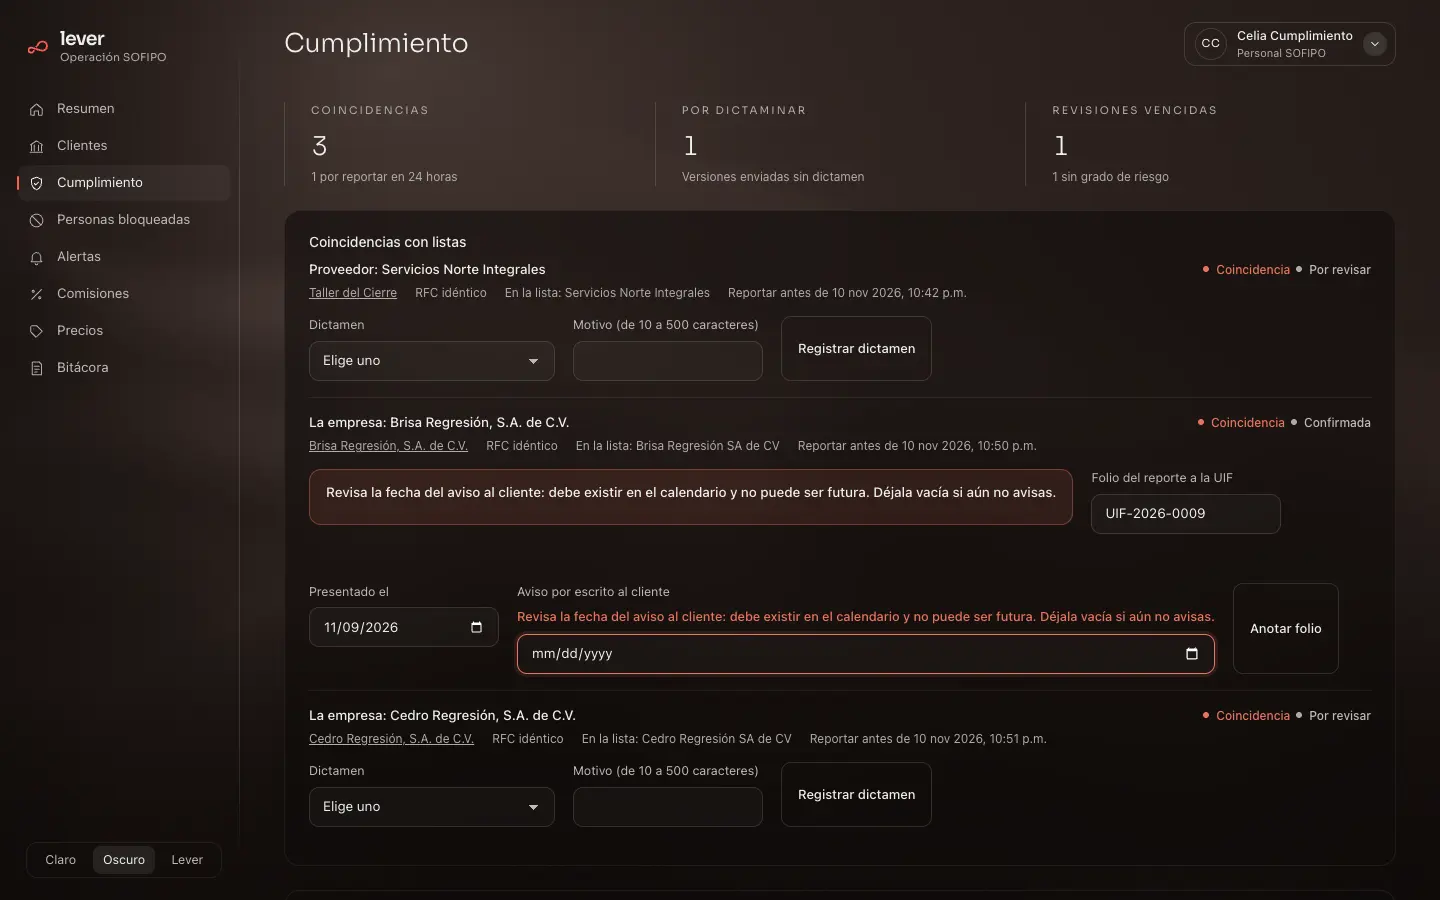 lever
Operación SOFIPO
Cumplimiento
CC
Celia Cumplimiento
Personal SOFIPO
Resumen
Clientes
Cumplimiento
Personas bloqueadas
Alertas
Comisiones
Precios
Bitácora
COINCIDENCIAS
3
1 por reportar en 24 horas
POR DICTAMINAR
1
Versiones enviadas sin dictamen
REVISIONES VENCIDAS
1
1 sin grado de riesgo
Coincidencias con listas
Proveedor: Servicios Norte Integrales
Coincidencia Por revisar
Taller del Cierre RFC idéntico En la lista: Servicios Norte Integrales Reportar antes de 10 nov 2026, 10:42 p.m.
Dictamen
Elige uno
Motivo (de 10 a 500 caracteres)
Registrar dictamen
La empresa: Brisa Regresión, S.A. de C.V.
Coincidencia Confirmada
Brisa Regresión, S.A. de C.V. RFC idéntico En la lista: Brisa Regresión SA de CV Reportar antes de 10 nov 2026, 10:50 p.m.
Revisa la fecha del aviso al cliente: debe existir en el calendario y no puede ser futura. Déjala vacía si aún no avisas.
Folio del reporte a la UIF
UIF-2026-0009
Presentado el
11/09/2026
Aviso por escrito al cliente
Revisa la fecha del aviso al cliente: debe existir en el calendario y no puede ser futura. Déjala vacía si aún no avisas.
mm/dd/yyyy
Anotar folio
La empresa: Cedro Regresión, S.A. de C.V.
Coincidencia Por revisar
Cedro Regresión, S.A. de C.V. RFC idéntico En la lista: Cedro Regresión SA de CV Reportar antes de 10 nov 2026, 10:51 p.m.
Dictamen
Elige uno
Motivo (de 10 a 500 caracteres)
Registrar dictamen
Claro Oscuro Lever